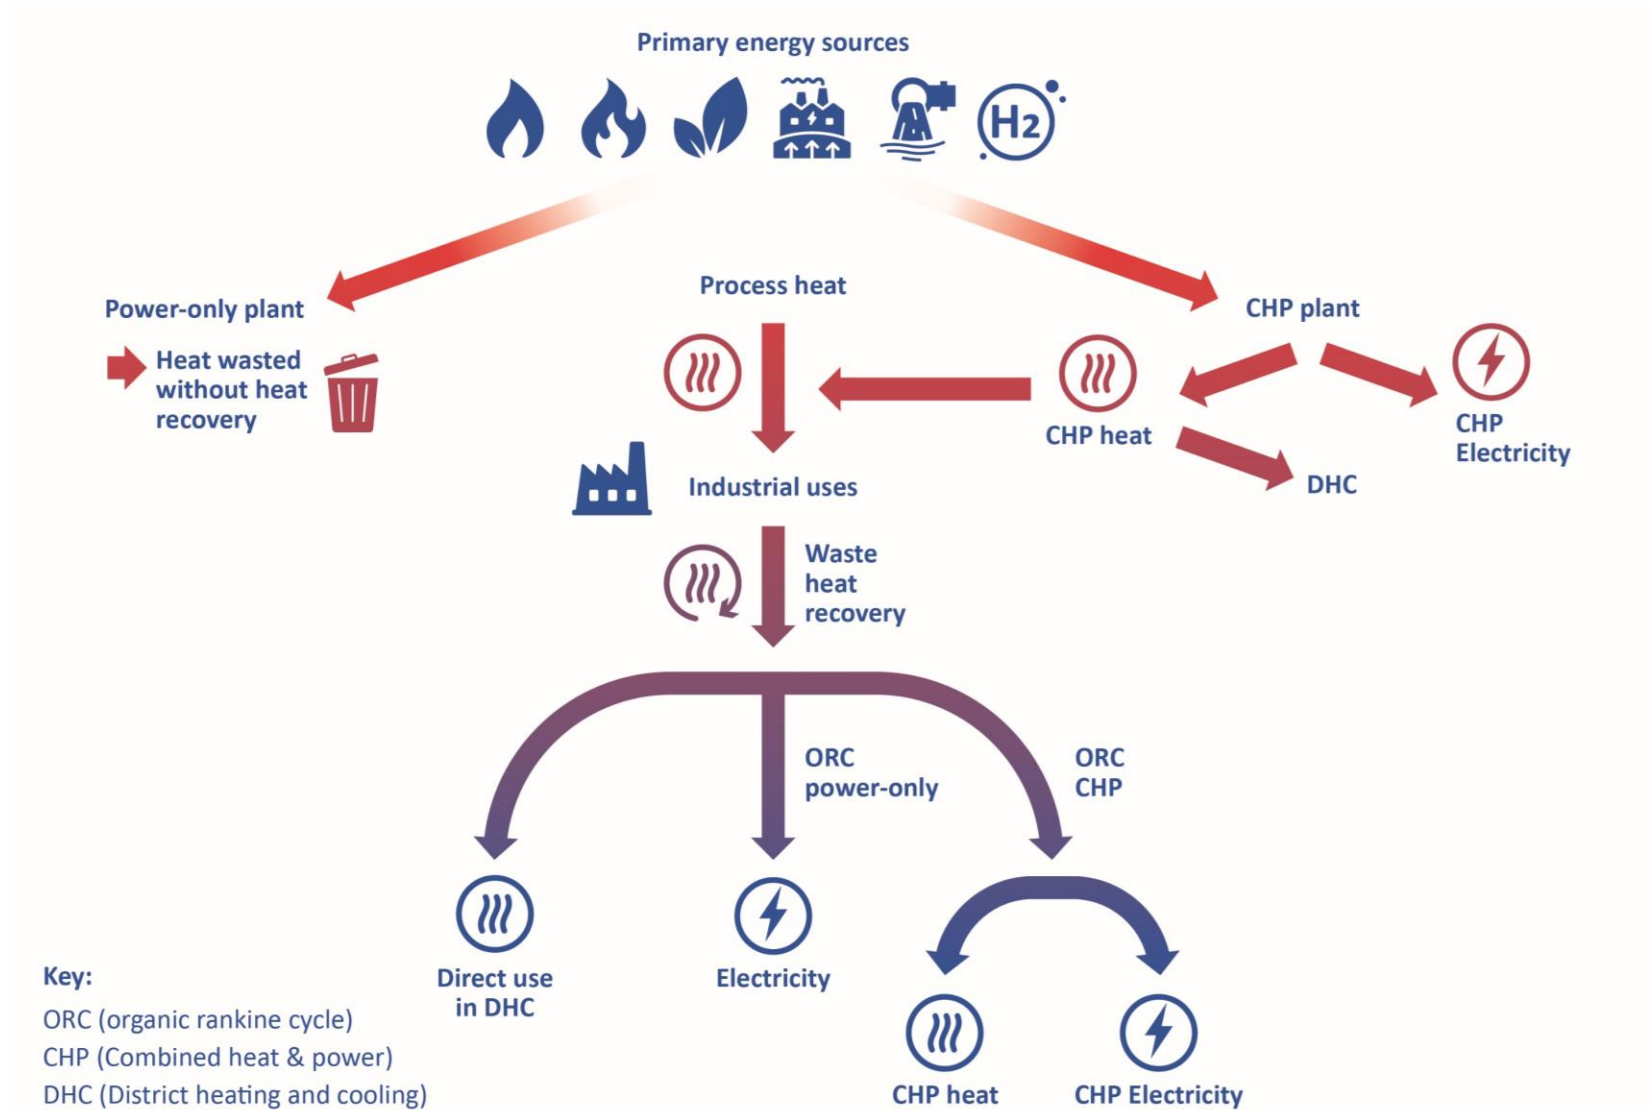 Primary energy sources
H2
Power-only plant
Heat wasted
without heat
recovery
Process heat
CHP plant
CHP heat
CHP
Electricity
DHC
Industrial uses
Waste
heat
recovery
ORC
power-only
ORC
CHP
Direct use
in DHC
Electricity
CHP heat
CHP Electricity
Key:
ORC (organic rankine cycle)
CHP (Combined heat & power)
DHC (District heating and cooling)